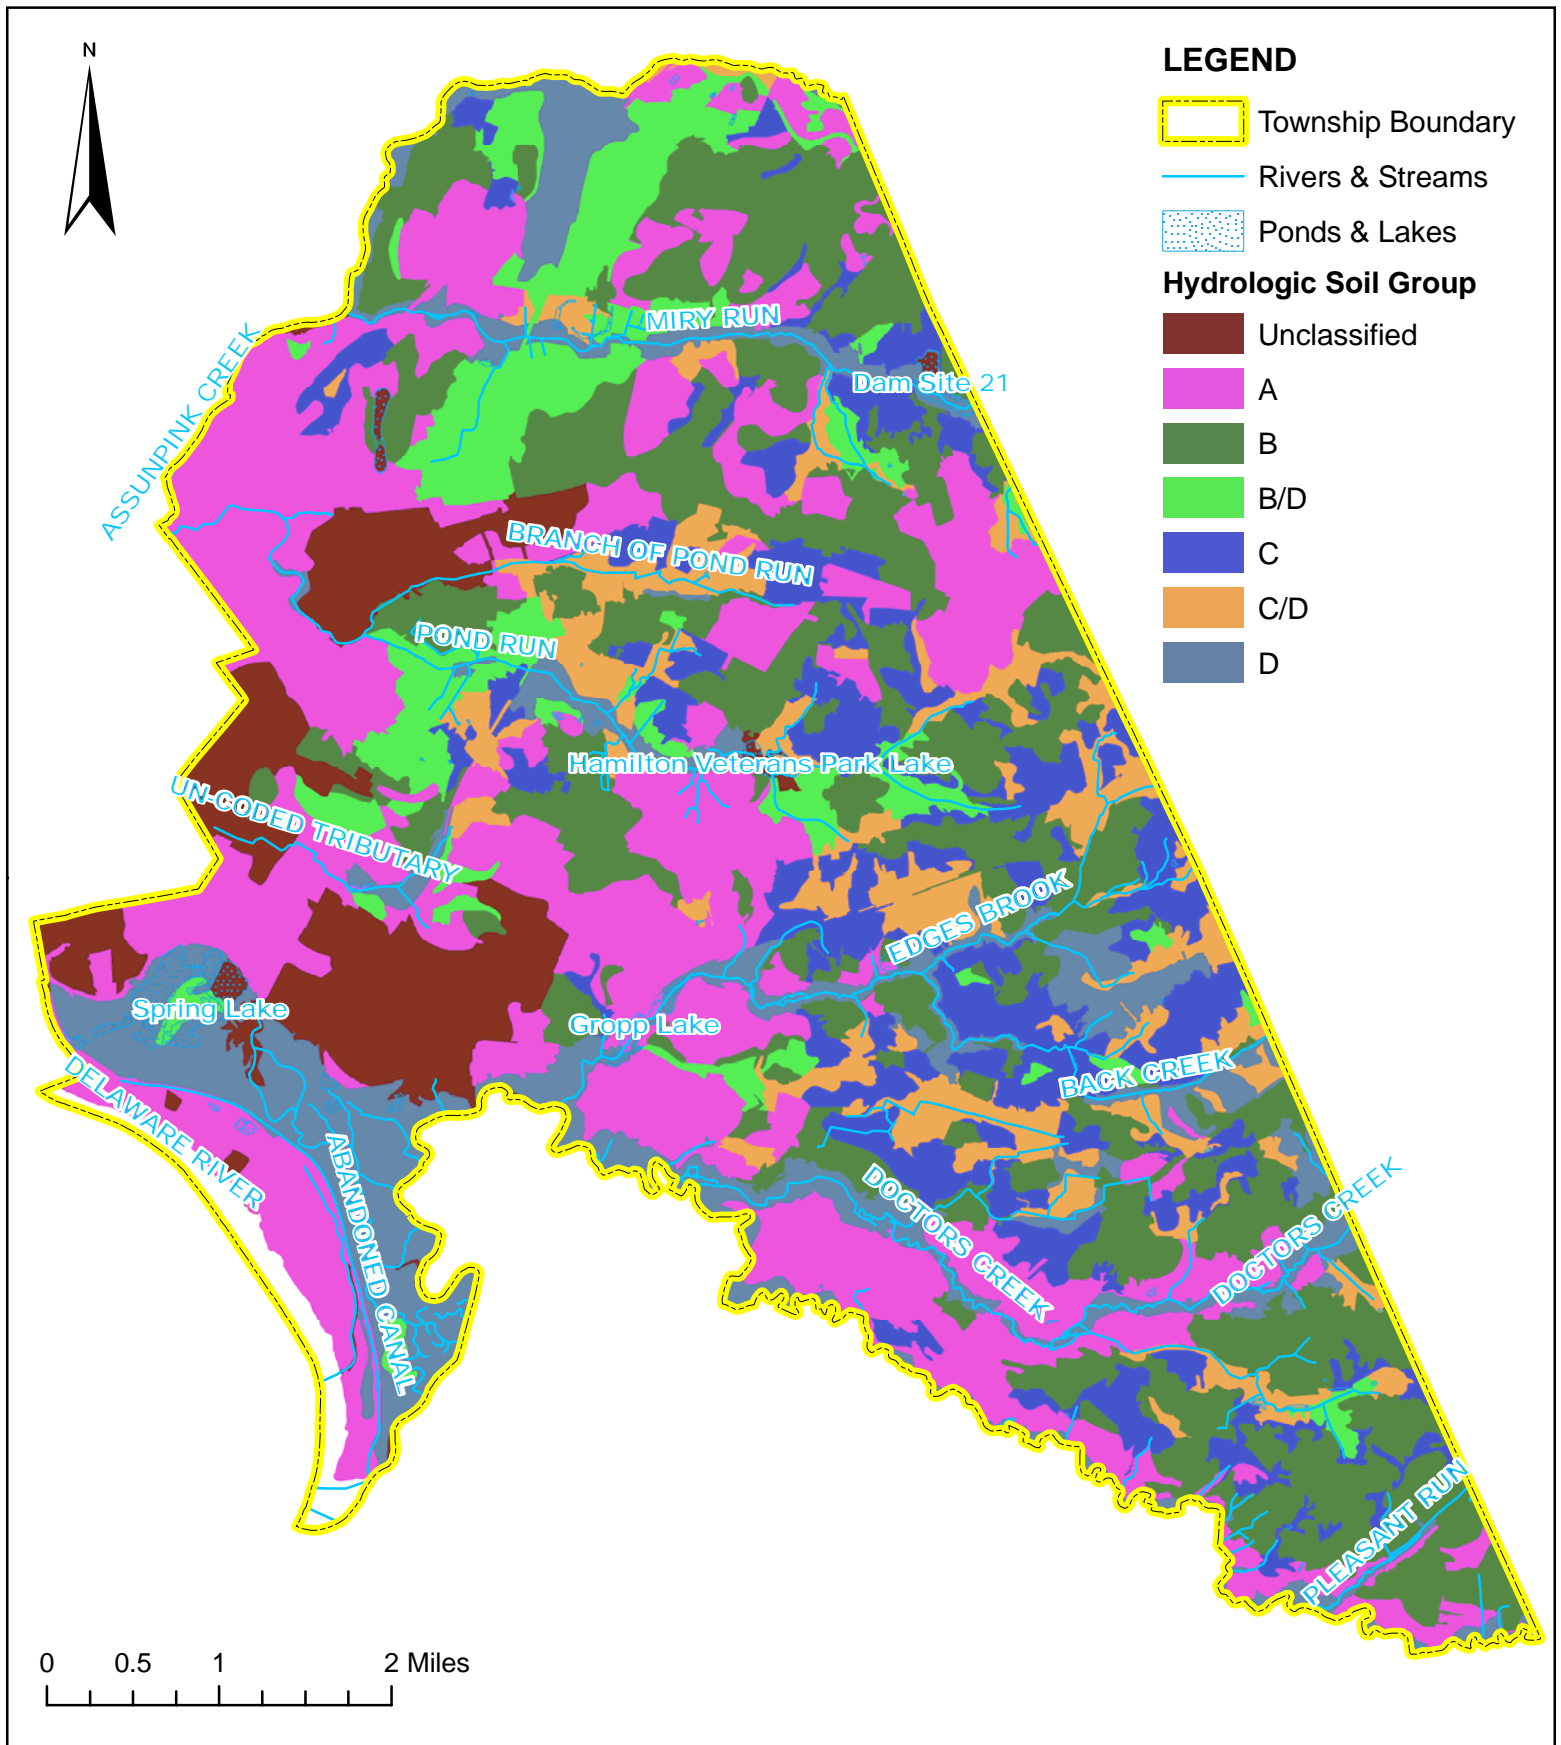 N
LEGEND
Township Boundary
Rivers & Streams
Ponds & Lakes
Hydrologic Soil Group
Unclassified
A
B
B/D
C
C/D
D
MIRY RUN
ASSUNPINK CREEK
Dam Site 21
BRANCH OF POND RUN
POND RUN
Hamilton Veterans Park Lake
UN-CODED TRIBUTARY
EDGES BROOK
Spring Lake
Gropp Lake
BACK CREEK
DELAWARE RIVER
ABANDONED CANAL
DOCTORS CREEK
DOCTORS CREEK
PLEASANT RUN
0 0.5 1 2 Miles